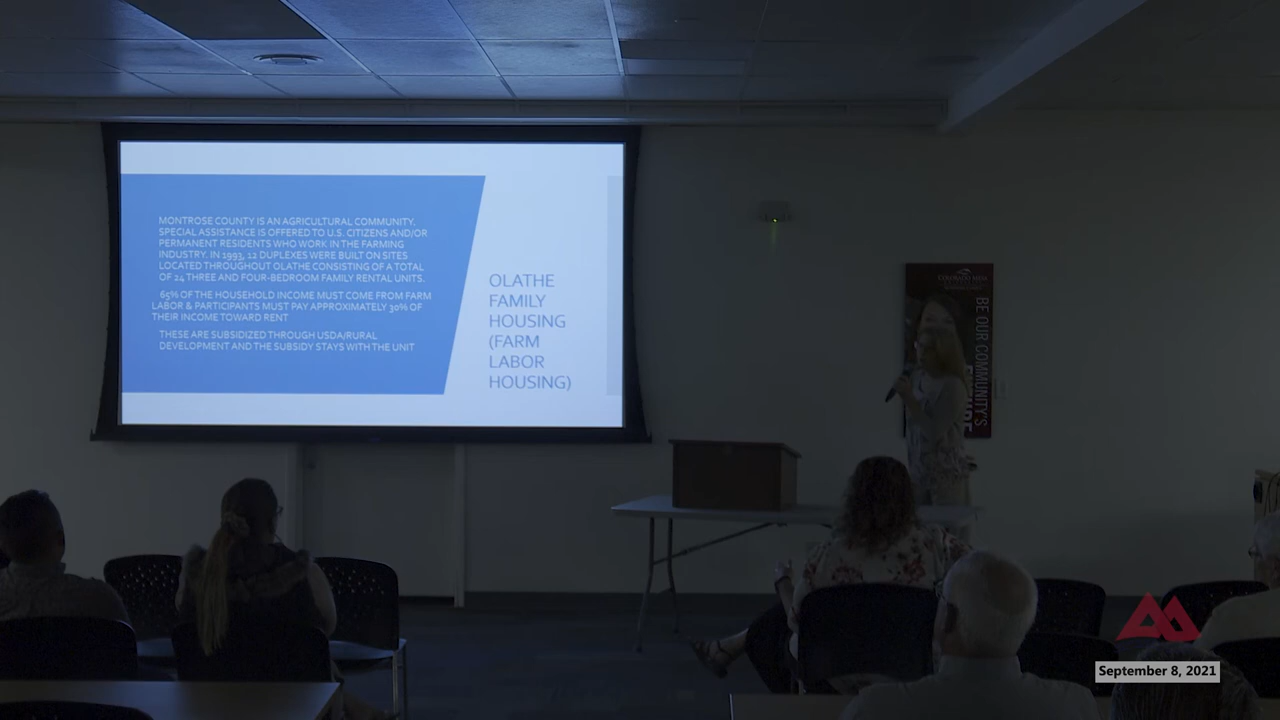 MONTROSE COUNTY IS AN AGRICULTURAL COMMUNITY.
SPECIAL ASSISTANCE IS OFFERED TO U.S. CITIZENS AND/OR
PERMANENT RESIDENTS WHO WORK IN THE FARMING
INDUSTRY. IN 1993, 12 DUPLEXES WERE BUILT ON SITES
LOCATED THROUGHOUT OLATHE CONSISTING OF A TOTAL
OF 24 THREE AND FOUR-BEDROOM FAMILY RENTAL UNITS.
65% OF THE HOUSEHOLD INCOME MUST COME FROM FARM
LABOR & PARTICIPANTS MUST PAY APPROXIMATELY 30% OF
THEIR INCOME TOWARD RENT
THESE ARE SUBSIDIZED THROUGH USDA/RURAL
DEVELOPMENT AND THE SUBSIDY STAYS WITH THE UNIT
OLATHE
FAMILY
HOUSING
(FARM
LABOR
HOUSING)
COLORADO MESA
BE OUR COMMUNITY'S
September 8, 2021